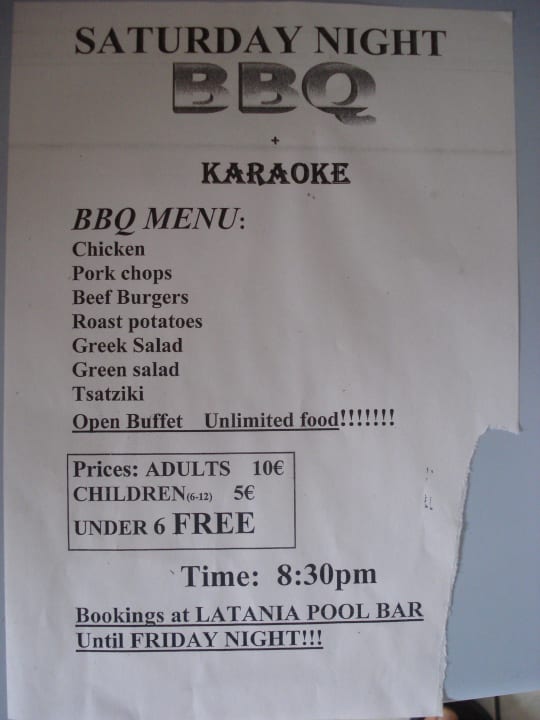 SATURDAY NIGHT
BBQ
+
KARAOKE
BBQ MENU:
Chicken
Pork chops
Beef Burgers
Roast potatoes
Greek Salad
Green salad
Tsatziki
Open Buffet Unlimited food!!!!!!!
Prices: ADULTS 10€
CHILDREN(6-12) 5€
UNDER 6 FREE
Time: 8:30pm
Bookings at LATANIA POOL BAR
Until FRIDAY NIGHT!!!